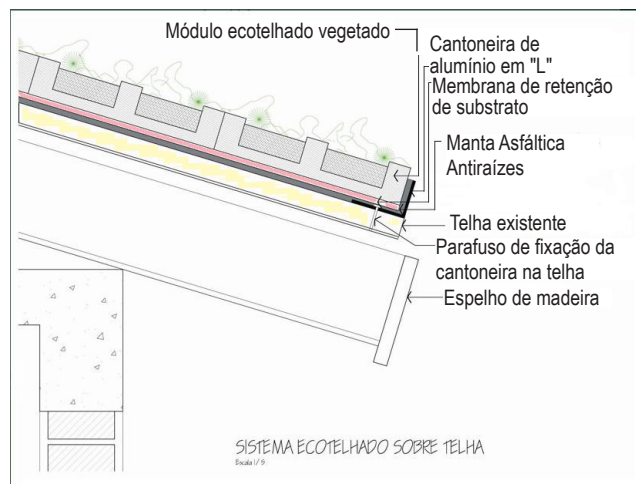 Módulo ecotelhado vegetado
Cantoneira de
alumínio em "L"
Membrana de retenção
de substrato
Manta Asfáltica
Antiraízes
Telha existente
Parafuso de fixação da
cantoneira na telha
Espelho de madeira
SISTEMA ECOTELHADO SOBRE TELHA
Escala 1/5